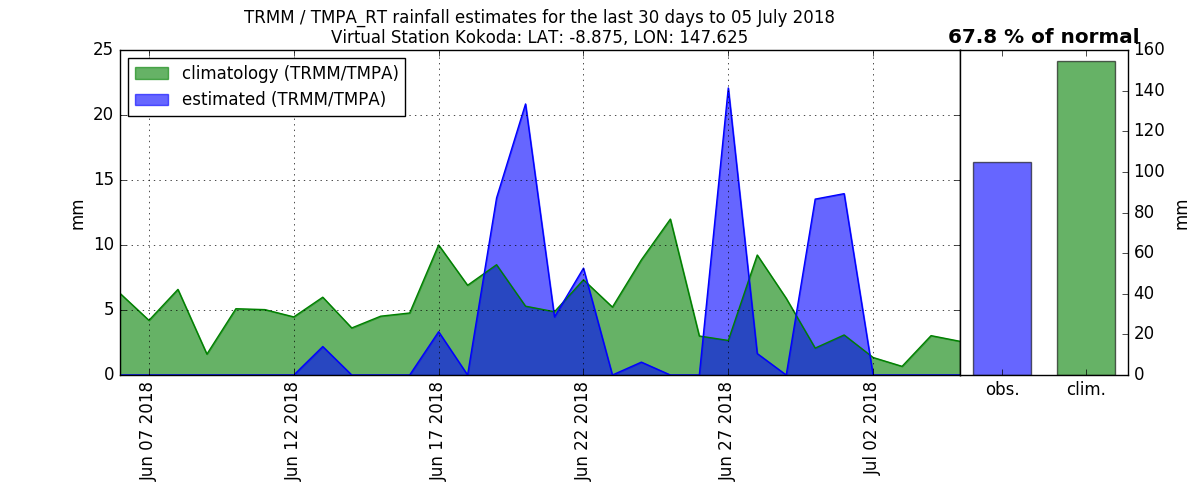 TRMM / TMPA_RT rainfall estimates for the last 30 days to 05 July 2018
Virtual Station Kokoda: LAT: -8.875, LON: 147.625
67.8 % of normal
climatology (TRMM/TMPA)
estimated (TRMM/TMPA)
25
20
15
10
5
0
mm
Jun 07 2018
Jun 12 2018
Jun 17 2018
Jun 22 2018
Jun 27 2018
Jul 02 2018
obs.
clim.
160
140
120
100
80
60
40
20
0
mm